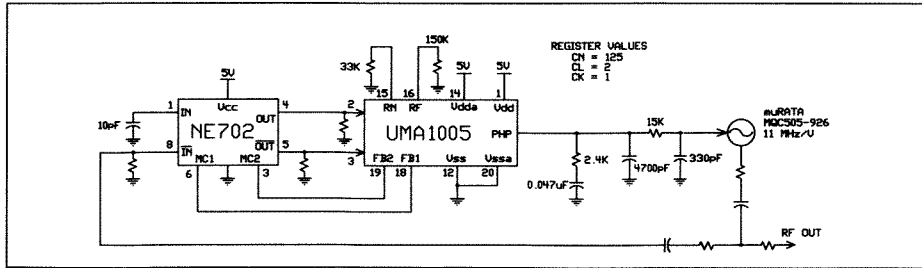 REGISTER VALUES
CN = 125
CL = 2
CK = 1
150K
33K
5V
5V
5V
15
16
14
1
RN
RF
Vdda
Vdd
1
IN
Vcc
4
OUT
2
10pF
NE702
UMA1005
PHP
15K
muRATA
MQC505-926
11 MHz/V
8
IN
OUT
5
3
MC1
MC2
FB2
FB1
Vss
Vssa
6
3
19
18
12
20
2.4K
4700pF
330pF
0.047uF
RF OUT